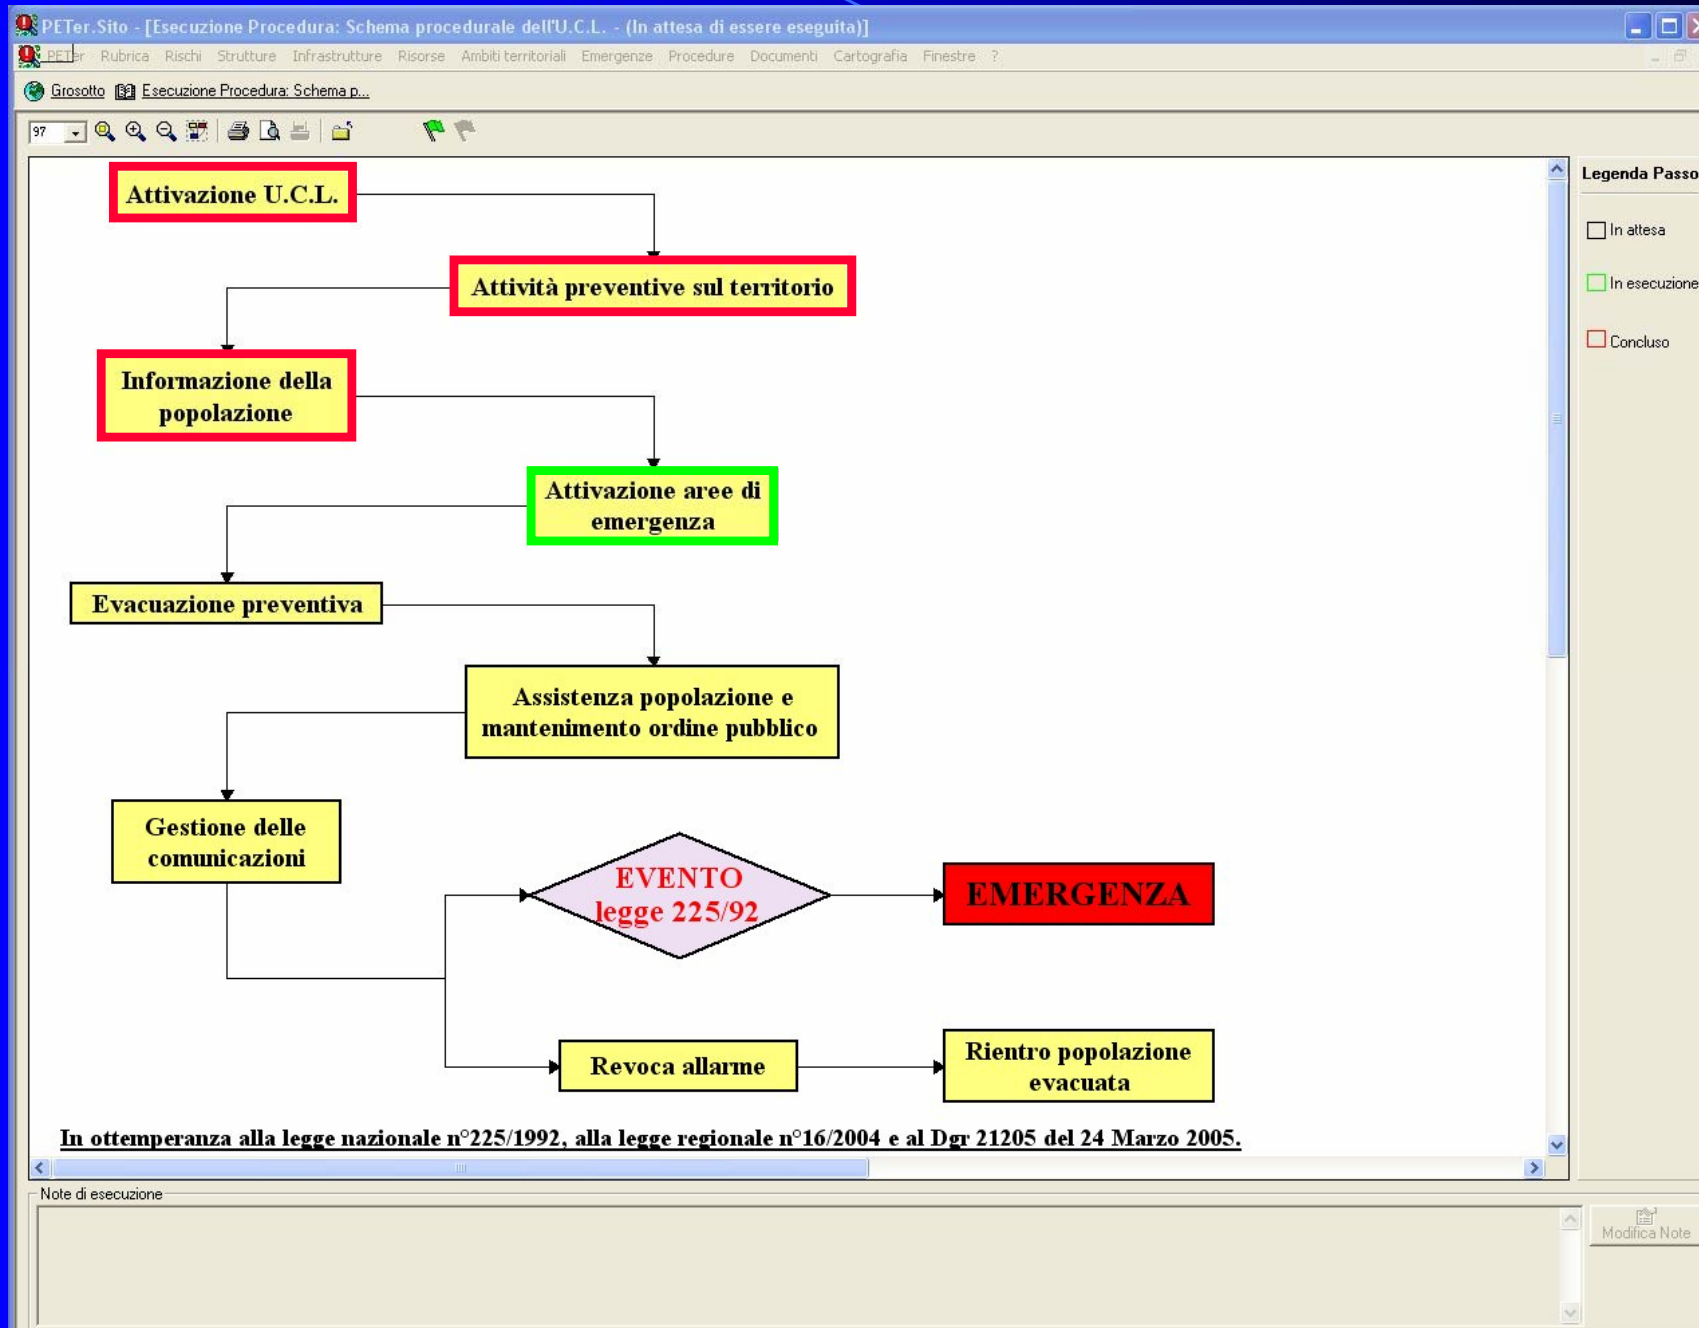 PETer.Sito - [Esecuzione Procedura: Schema procedurale dell'U.C.L. - (In attesa di essere eseguita)]
PETer Rubrica Rischi Strutture Infrastrutture Risorse Ambiti territoriali Emergenze Procedure Documenti Cartografia Finestre ?
Grosotto Esecuzione Procedura: Schema p...
97
Legenda Passo
In attesa
In esecuzione
Concluso
Attivazione U.C.L.
Attività preventive sul territorio
Informazione della
popolazione
Attivazione aree di
emergenza
Evacuazione preventiva
Assistenza popolazione e
mantenimento ordine pubblico
Gestione delle
comunicazioni
EVENTO
legge 225/92
EMERGENZA
Revoca allarme
Rientro popolazione
evacuata
In ottemperanza alla legge nazionale n°225/1992, alla legge regionale n°16/2004 e al Dgr 21205 del 24 Marzo 2005.
Note di esecuzione
Modifica Note